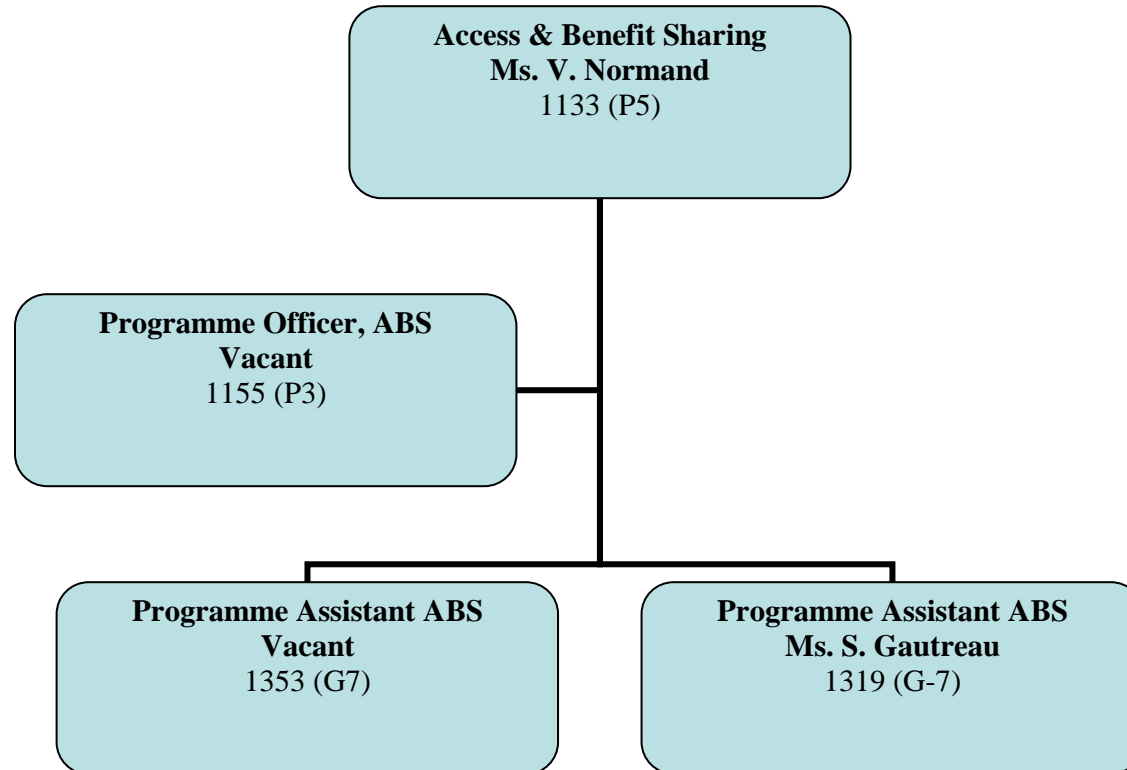 Access & Benefit Sharing
Ms. V. Normand
1133 (P5)
Programme Officer, ABS
Vacant
1155 (P3)
Programme Assistant ABS
Vacant
1353 (G7)
Programme Assistant ABS
Ms. S. Gautreau
1319 (G-7)